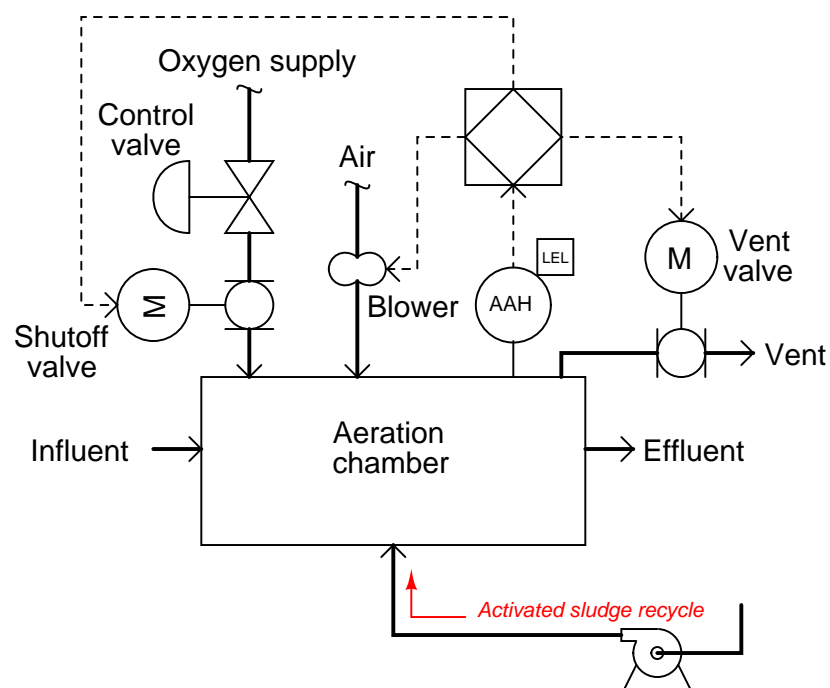 Oxygen supply
Control
valve
Air
LEL
M
Vent
valve
AAH
M
Blower
Shutoff
valve
Vent
Influent
Aeration
chamber
Effluent
Activated sludge recycle